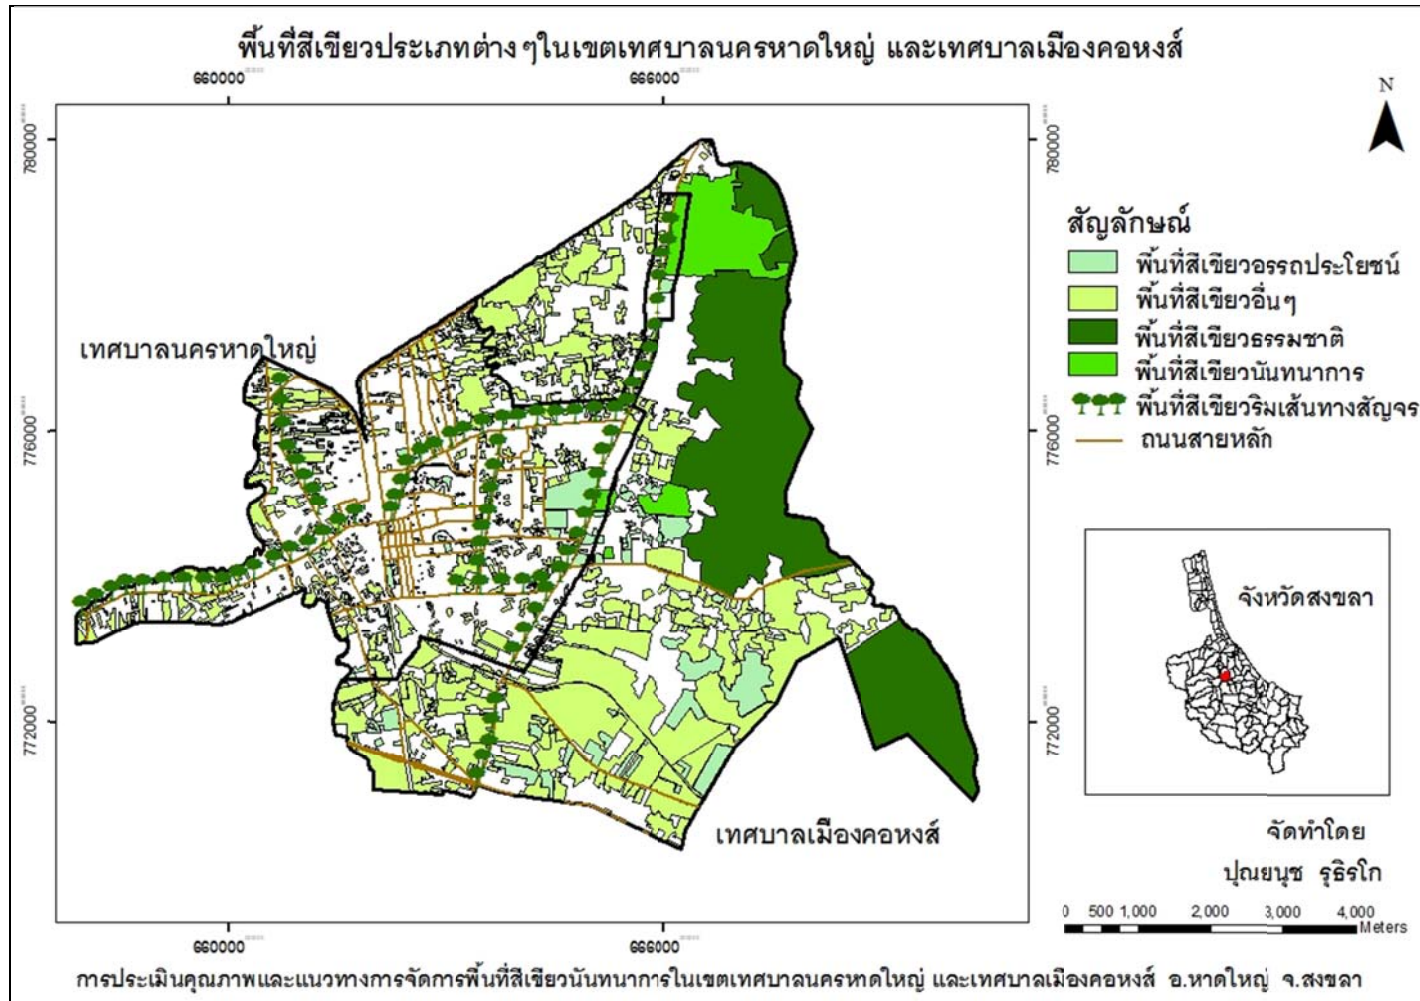 พื้นที่สีเขียวประเภทต่างๆในเขตเทศบาลนครหาดใหญ่ และเทศบาลเมืองคอหงส์
660000 666000
N
780000 780000
สัญลักษณ์
พื้นที่สีเขียวอรรถประโยชน์
พื้นที่สีเขียวอื่นๆ
พื้นที่สีเขียวธรรมชาติ
พื้นที่สีเขียวนันทนาการ
พื้นที่สีเขียวริมเส้นทางสัญจร
ถนนสายหลัก
เทศบาลนครหาดใหญ่
776000 776000
จังหวัดสงขลา
772000 772000
เทศบาลเมืองคอหงส์
จัดทำโดย
ปุณยนุช รุธิรโก
0 500 1,000 2,000 3,000 4,000
Meters
660000 666000
การประเมินคุณภาพและแนวทางการจัดการพื้นที่สีเขียวนันทนาการในเขตเทศบาลนครหาดใหญ่ และเทศบาลเมืองคอหงส์ อ.หาดใหญ่ จ.สงขลา